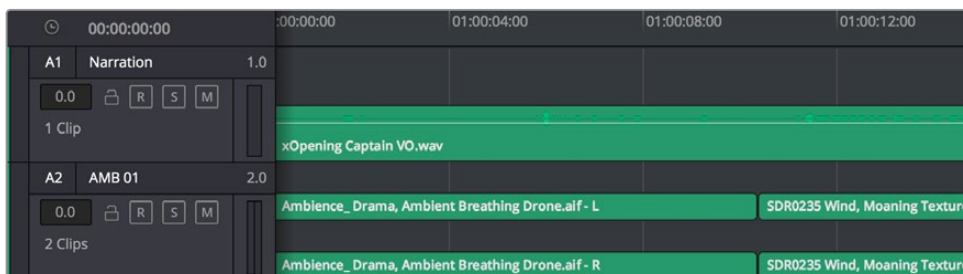 00:00:00:00
:00:00:00 01:00:04:00 01:00:08:00 01:00:12:00
A1 Narration 1.0
0.0 R S M
1 Clip
xOpening Captain VO.wav
A2 AMB 01 2.0
0.0 R S M
2 Clips
Ambience_ Drama, Ambient Breathing Drone.aif - L
SDR0235 Wind, Moaning Textur
Ambience_ Drama, Ambient Breathing Drone.aif - R
SDR0235 Wind, Moaning Textur